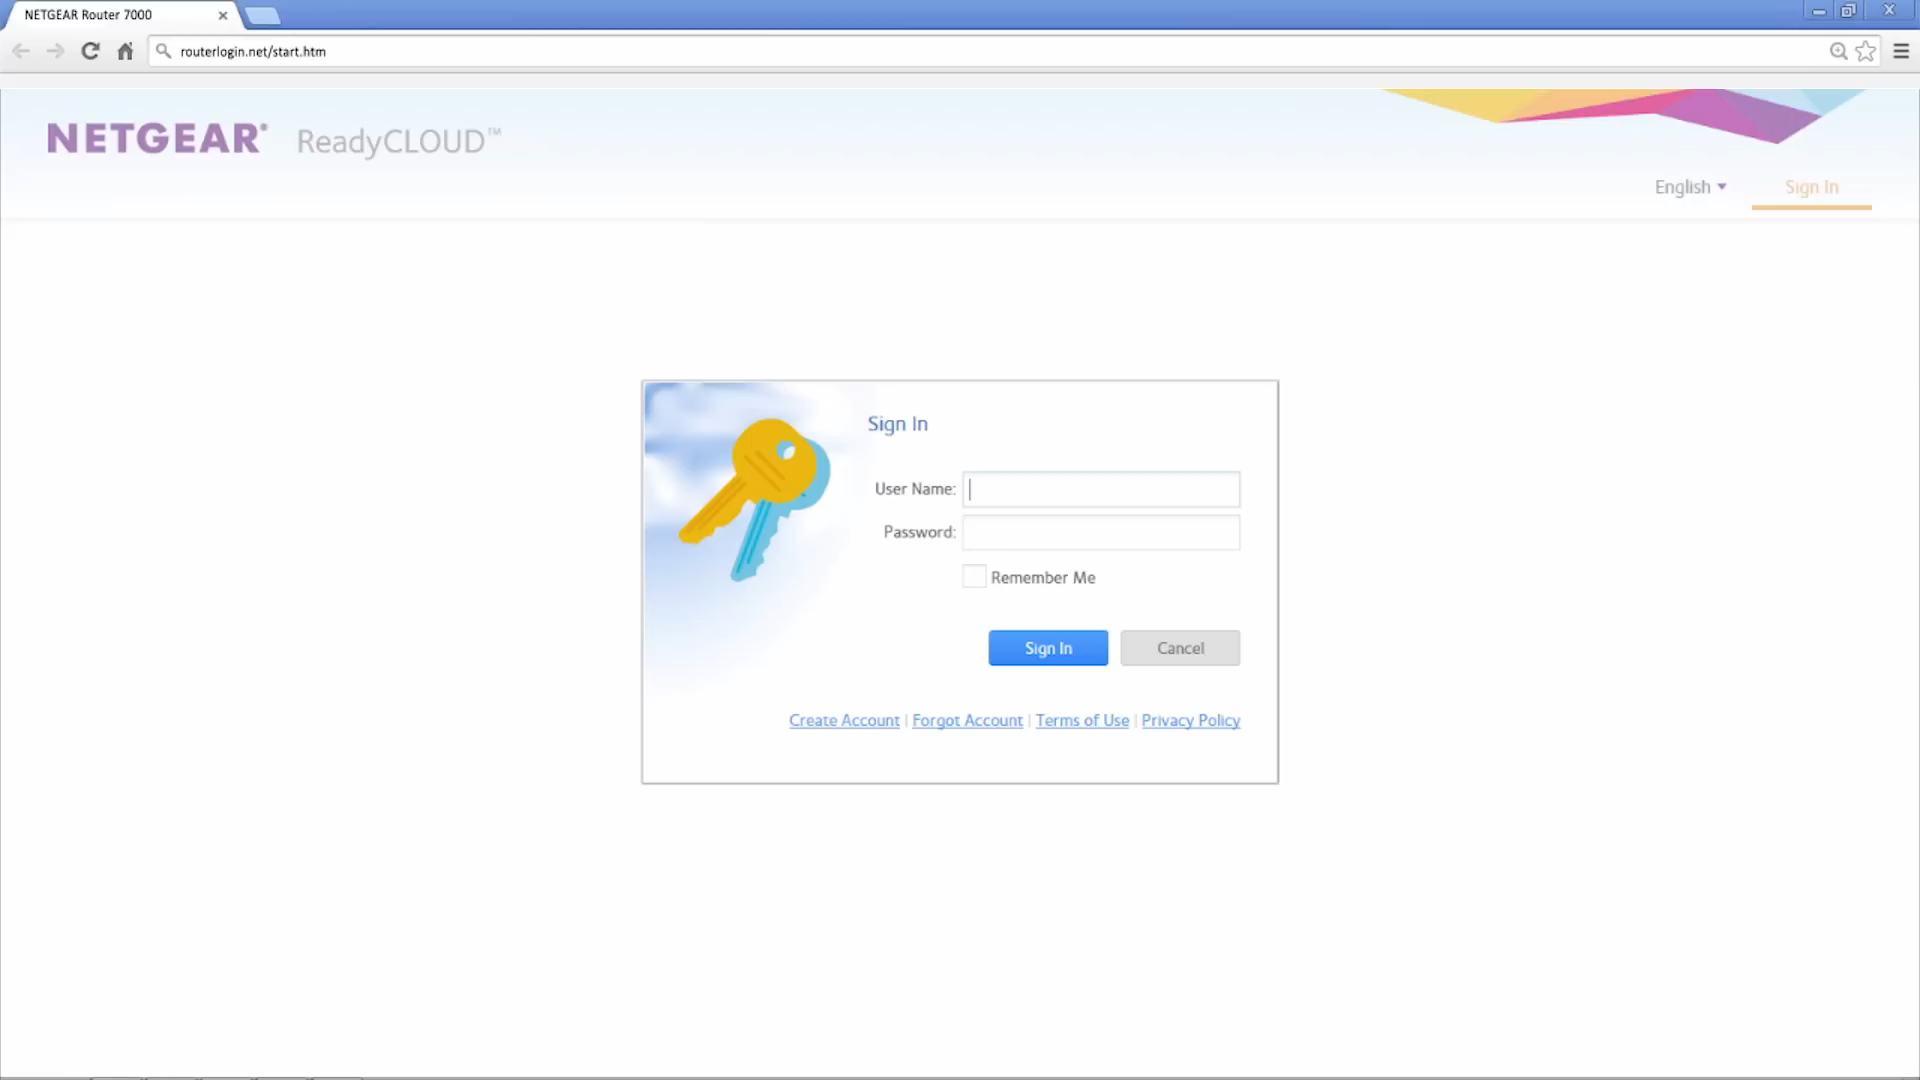 NETGEAR Router 7000
routerlogin.net/start.htm
NETGEAR® ReadyCLOUD™
English
Sign In
Sign In
User Name:
Password:
Remember Me
Sign In
Cancel
Create Account | Forgot Account | Terms of Use | Privacy Policy